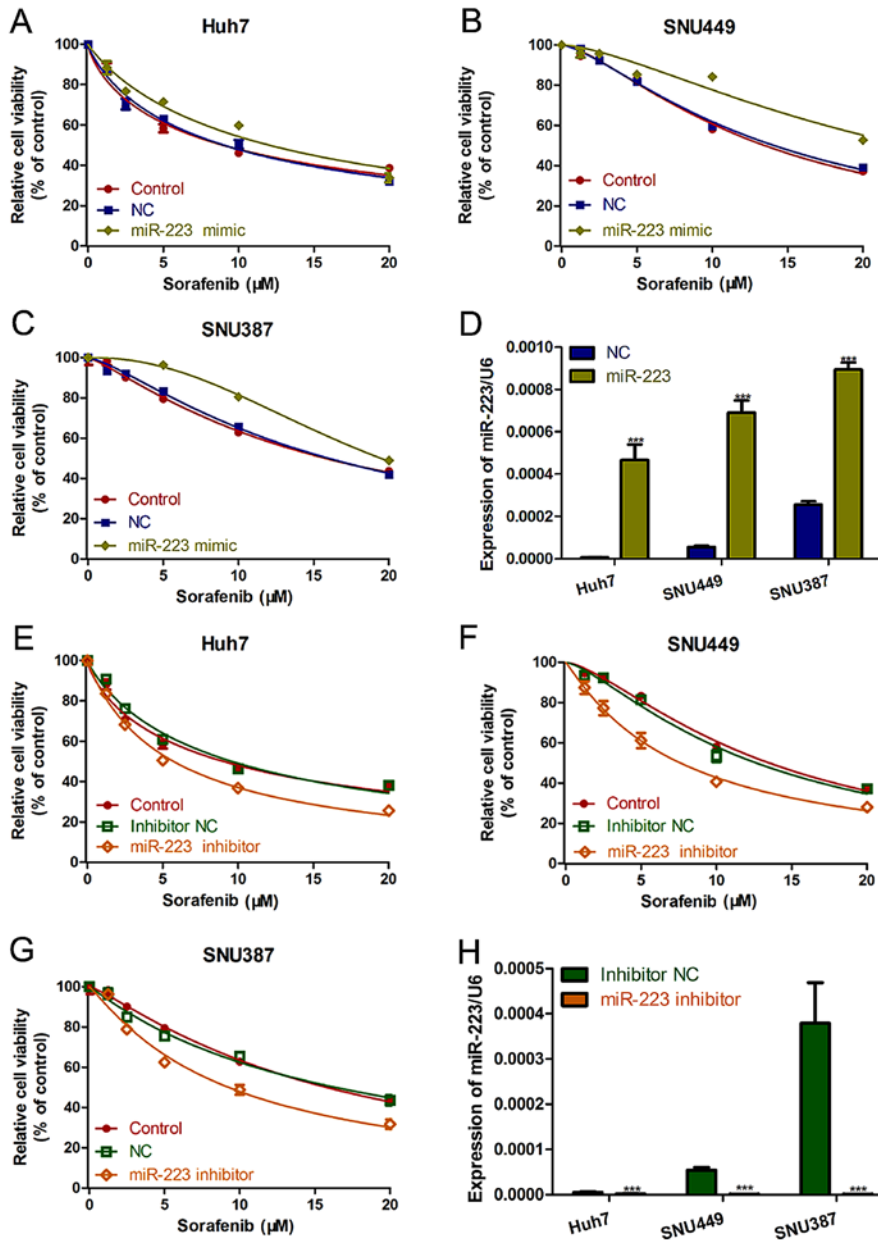 A
Huh7
Relative cell viability
(% of control)
100
80
60
40
20
0
Control
NC
miR-223 mimic
0 5 10 15 20
Sorafenib (µM)
B
SNU449
Relative cell viability
(% of control)
100
80
60
40
20
0
Control
NC
miR-223 mimic
0 5 10 15 20
Sorafenib (µM)
C
SNU387
Relative cell viability
(% of control)
100
80
60
40
20
0
Control
NC
miR-223 mimic
0 5 10 15 20
Sorafenib (µM)
D
NC
miR-223
Expression of miR-223/U6
0.0010
0.0008
0.0006
0.0004
0.0002
0.0000
***
***
***
Huh7 SNU449 SNU387
E
Huh7
Relative cell viability
(% of control)
100
80
60
40
20
0
Control
Inhibitor NC
miR-223 inhibitor
0 5 10 15 20
Sorafenib (µM)
F
SNU449
Relative cell viability
(% of control)
100
80
60
40
20
0
Control
Inhibitor NC
miR-223 inhibitor
0 5 10 15 20
Sorafenib (µM)
G
SNU387
Relative cell viability
(% of control)
100
80
60
40
20
0
Control
NC
miR-223 inhibitor
0 5 10 15 20
Sorafenib (µM)
H
Inhibitor NC
miR-223 inhibitor
Expression of miR-223/U6
0.0005
0.0004
0.0003
0.0002
0.0001
0.0000
*** *** ***
Huh7 SNU449 SNU387